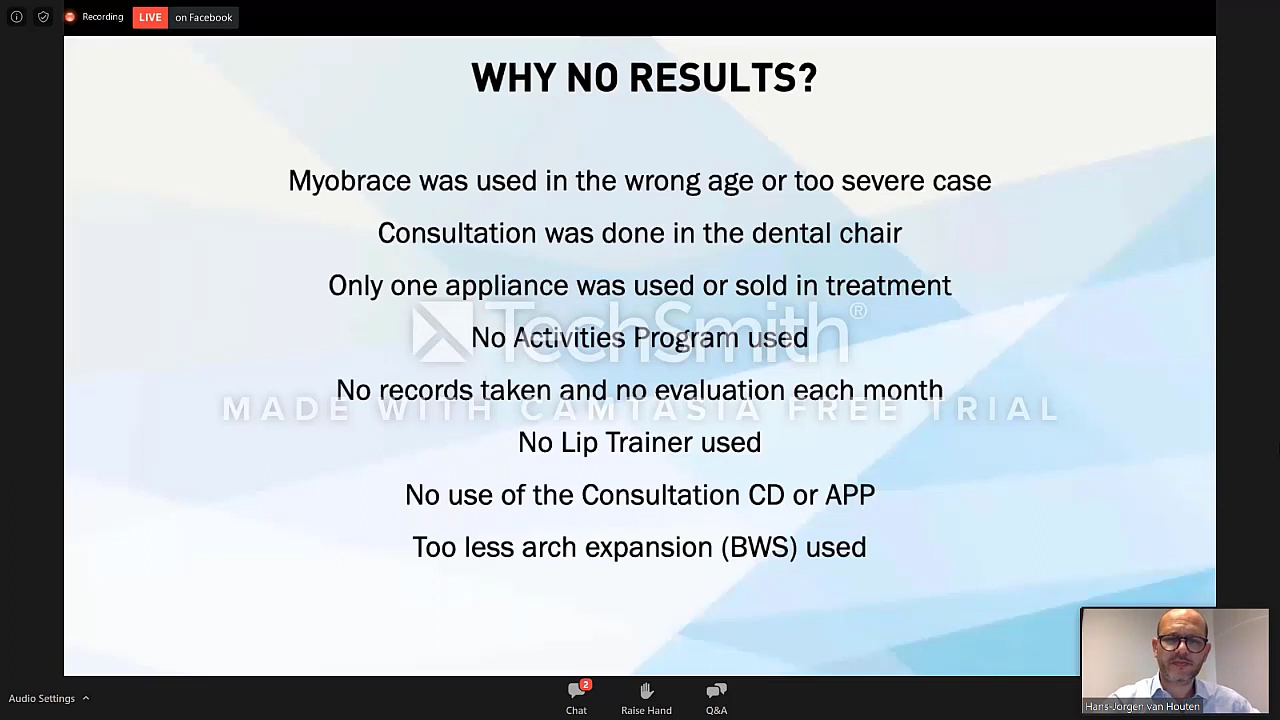 Recording
LIVE on Facebook
WHY NO RESULTS?
Myobrace was used in the wrong age or too severe case
Consultation was done in the dental chair
Only one appliance was used or sold in treatment
TechSmith®
No Activities Program used
No records taken and no evaluation each month
MADE WITH CAMTASIA FREE TRIAL
No Lip Trainer used
No use of the Consultation CD or APP
Too less arch expansion (BWS) used
Hans-Jorgen van Houten
Audio Settings
2
Chat
Raise Hand
Q&A